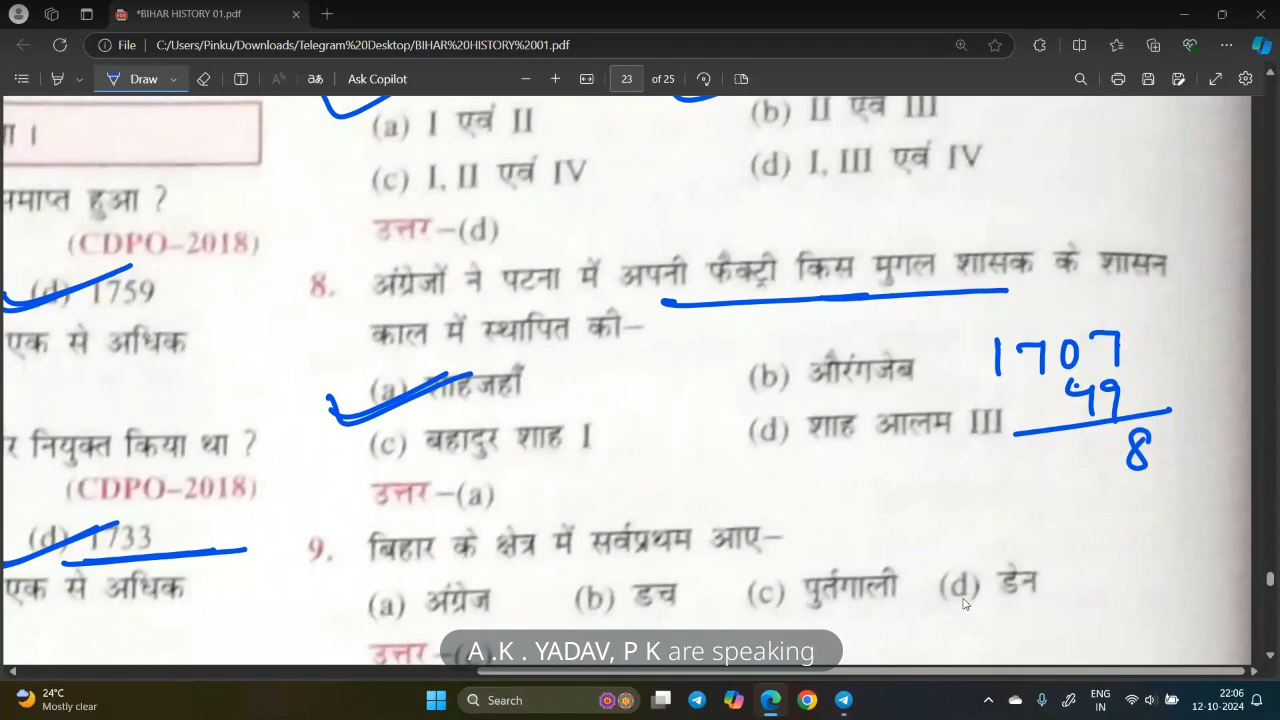 *BIHAR HISTORY 01.pdf
File C:/Users/Pinku/Downloads/Telegram%20Desktop/BIHAR%20HISTORY%2001.pdf
Draw Ask Copilot 23 of 25
ा ।
समाप्त हुआ ?
(CDPO-2018)
(d) 1759
एक से अधिक
र नियुक्त किया था ?
(CDPO-2018)
(d) 1733
एक से अधिक
(a) I एवं II (b) II एवं III
(c) I, II एवं IV (d) I, III एवं IV
उत्तर–(d)
8. अंग्रेजों ने पटना में अपनी फैक्ट्री किस मुगल शासक के शासन
काल में स्थापित की–
(a) शाहजहाँ (b) औरंगजेब
(c) बहादुर शाह I (d) शाह आलम III
उत्तर–(a)
1707
49
8
9. बिहार के क्षेत्र में सर्वप्रथम आए–
(a) अंग्रेज (b) डच (c) पुर्तगाली (d) डेन
उत्तर–
A .K . YADAV, P K are speaking
24°C
Mostly clear
Search
ENG
IN
22:06
12-10-2024